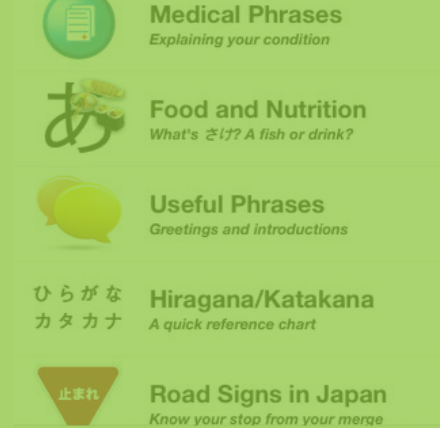 Medical Phrases
Explaining your condition
あ
Food and Nutrition
What's さけ? A fish or drink?
Useful Phrases
Greetings and introductions
ひらがな
カタカナ
Hiragana/Katakana
A quick reference chart
止まれ
Road Signs in Japan
Know your stop from your merge